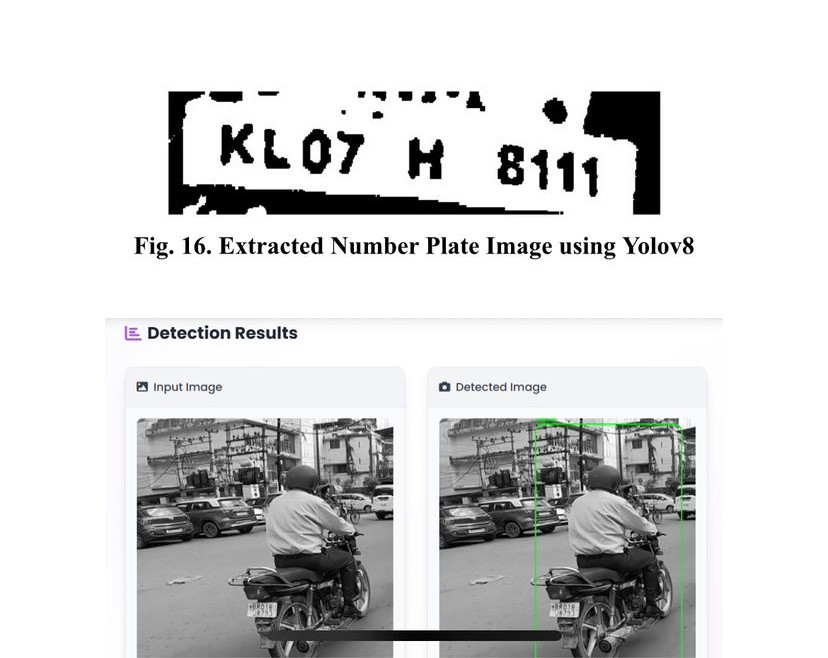 KL07 H 8111
Fig. 16. Extracted Number Plate Image using Yolov8
Detection Results
Input Image
Detected Image